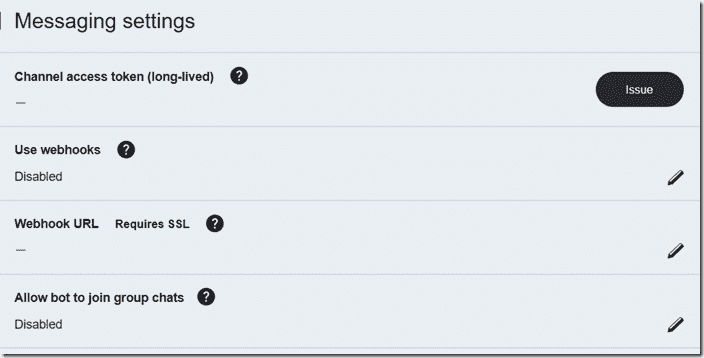 Messaging settings
Channel access token (long-lived) ?
—
Issue
Use webhooks ?
Disabled
Webhook URL Requires SSL ?
—
Allow bot to join group chats ?
Disabled